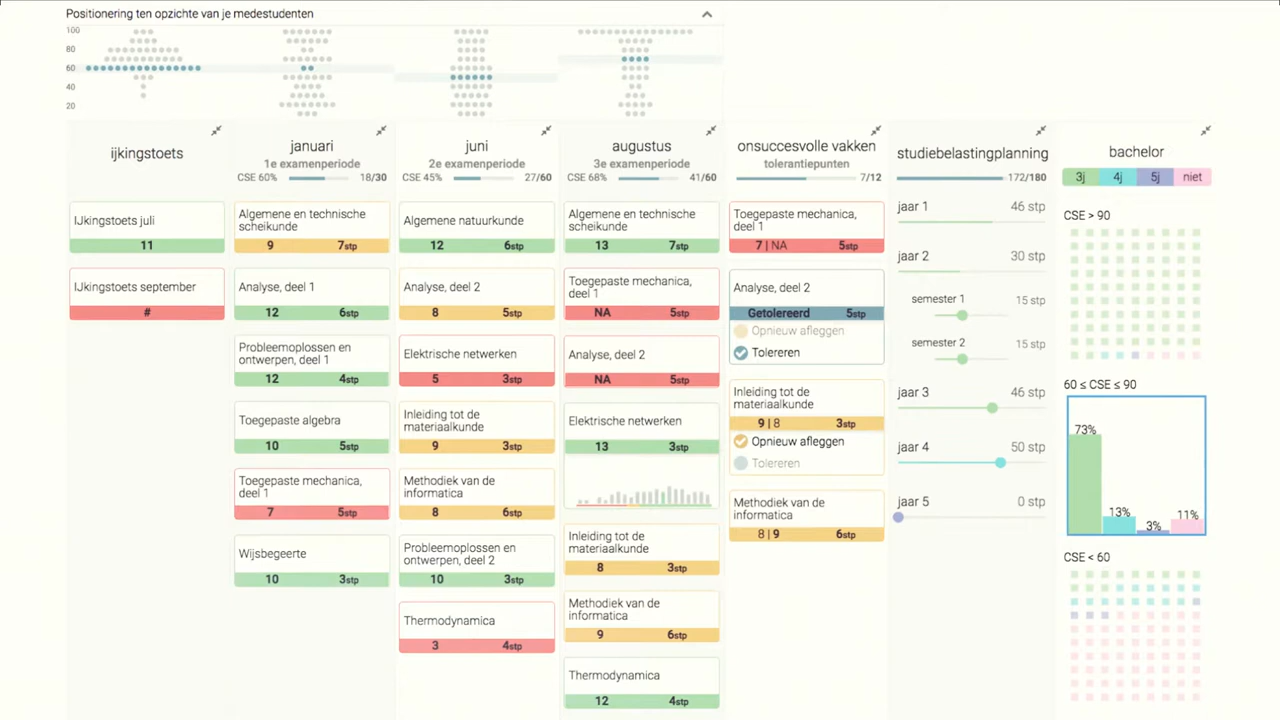 Positionering ten opzichte van je medestudenten
100
80
60
40
20
ijkingstoets
IJkingstoets juli
11
IJkingstoets september
#
januari
1e examenperiode
CSE 60% 18/30
Algemene en technische
scheikunde
9 7stp
Analyse, deel 1
12 6stp
Probleemoplossen en
ontwerpen, deel 1
12 4stp
Toegepaste algebra
10 5stp
Toegepaste mechanica,
deel 1
7 5stp
Wijsbegeerte
10 3stp
juni
2e examenperiode
CSE 45% 27/60
Algemene natuurkunde
12 6stp
Analyse, deel 2
8 5stp
Elektrische netwerken
5 3stp
Inleiding tot de
materiaalkunde
9 3stp
Methodiek van de
informatica
8 6stp
Probleemoplossen en
ontwerpen, deel 2
10 3stp
Thermodynamica
3 4stp
augustus
3e examenperiode
CSE 68% 41/60
Algemene en technische
scheikunde
13 7stp
Toegepaste mechanica,
deel 1
NA 5stp
Analyse, deel 2
NA 5stp
Elektrische netwerken
13 3stp
Inleiding tot de
materiaalkunde
8 3stp
Methodiek van de
informatica
9 6stp
Thermodynamica
12 4stp
onsuccesvolle vakken
tolerantiepunten
7/12
Toegepaste mechanica,
deel 1
7 | NA 5stp
Analyse, deel 2
Getolereerd 5stp
Opnieuw afleggen
Tolereren
Inleiding tot de
materiaalkunde
9 | 8 3stp
Opnieuw afleggen
Tolereren
Methodiek van de
informatica
8 | 9 6stp
studiebelastingplanning
172/180
jaar 1 46 stp
jaar 2 30 stp
semester 1 15 stp
semester 2 15 stp
jaar 3 46 stp
jaar 4 50 stp
jaar 5 0 stp
bachelor
3j 4j 5j niet
CSE > 90
60 ≤ CSE ≤ 90
73%
13%
3%
11%
CSE < 60